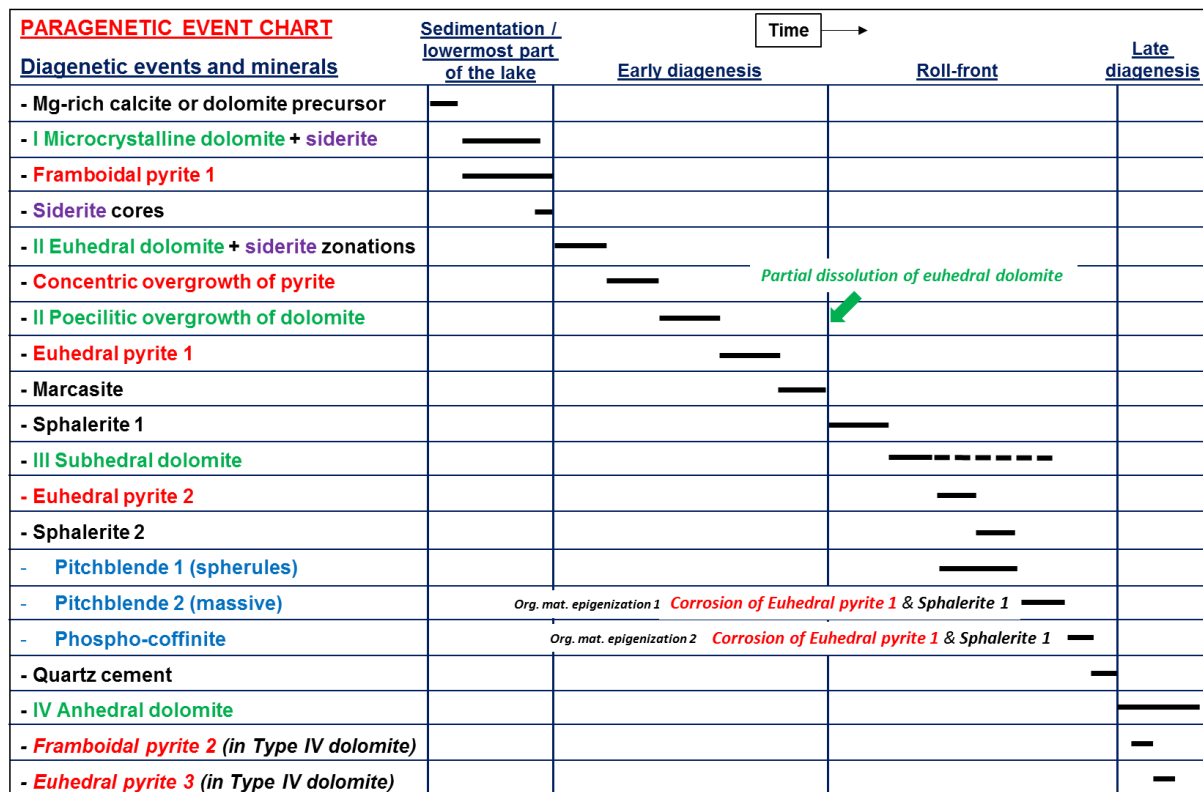 PARAGENETIC EVENT CHART
Diagenetic events and minerals
Sedimentation /
lowermost part
of the lake
Time
Early diagenesis
Roll-front
Late
diagenesis
- Mg-rich calcite or dolomite precursor
- I Microcrystalline dolomite + siderite
- Framboidal pyrite 1
- Siderite cores
- II Euhedral dolomite + siderite zonations
- Concentric overgrowth of pyrite
Partial dissolution of euhedral dolomite
- II Poecilitic overgrowth of dolomite
- Euhedral pyrite 1
- Marcasite
- Sphalerite 1
- III Subhedral dolomite
- Euhedral pyrite 2
- Sphalerite 2
- Pitchblende 1 (spherules)
- Pitchblende 2 (massive)
Org. mat. epigenization 1 Corrosion of Euhedral pyrite 1 & Sphalerite 1
- Phospho-coffinite
Org. mat. epigenization 2 Corrosion of Euhedral pyrite 1 & Sphalerite 1
- Quartz cement
- IV Anhedral dolomite
- Framboidal pyrite 2 (in Type IV dolomite)
- Euhedral pyrite 3 (in Type IV dolomite)